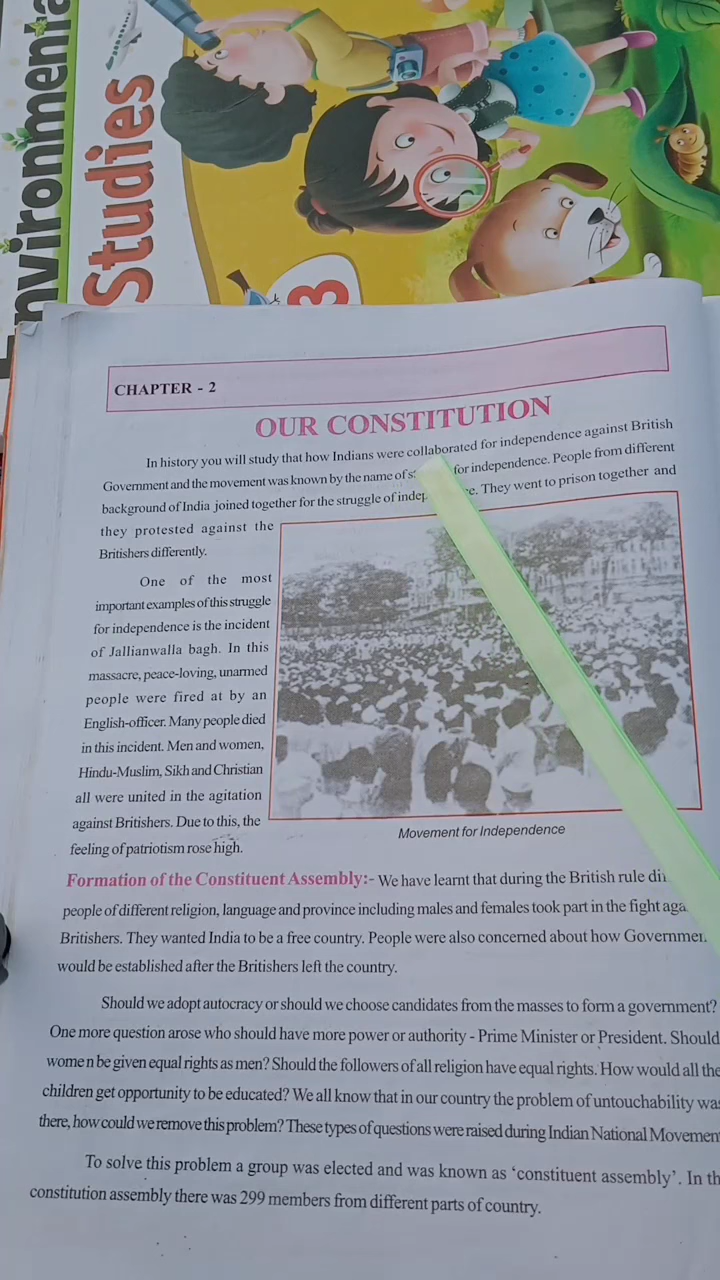 Environmenta
Studies
3
CHAPTER - 2
OUR CONSTITUTION
In history you will study that how Indians were collaborated for independence against British
Government and the movement was known by the name of for independence. People from different
background of India joined together for the struggle of They went to prison together and
they protested against the
Britishers differently.
One of the most
important examples of this struggle
for independence is the incident
of Jallianwalla bagh. In this
massacre, peace-loving, unarmed
people were fired at by an
English-officer. Many people died
in this incident. Men and women,
Hindu-Muslim, Sikh and Christian
all were united in the agitation
against Britishers. Due to this, the
feeling of patriotism rose high.
Movement for Independence
Formation of the Constituent Assembly:- We have learnt that during the British rule
people of different religion, language and province including males and females took part in the fight
Britishers. They wanted India to be a free country. People were also concerned about how Governmen
would be established after the Britishers left the country.
Should we adopt autocracy or should we choose candidates from the masses to form a government?
One more question arose who should have more power or authority - Prime Minister or President. Should
women be given equal rights as men? Should the followers of all religion have equal rights. How would all the
children get opportunity to be educated? We all know that in our country the problem of untouchability was
there, how could we remove this problem? These types of questions were raised during Indian National Movemen
To solve this problem a group was elected and was known as 'constituent assembly'. In th
constitution assembly there was 299 members from different parts of country.